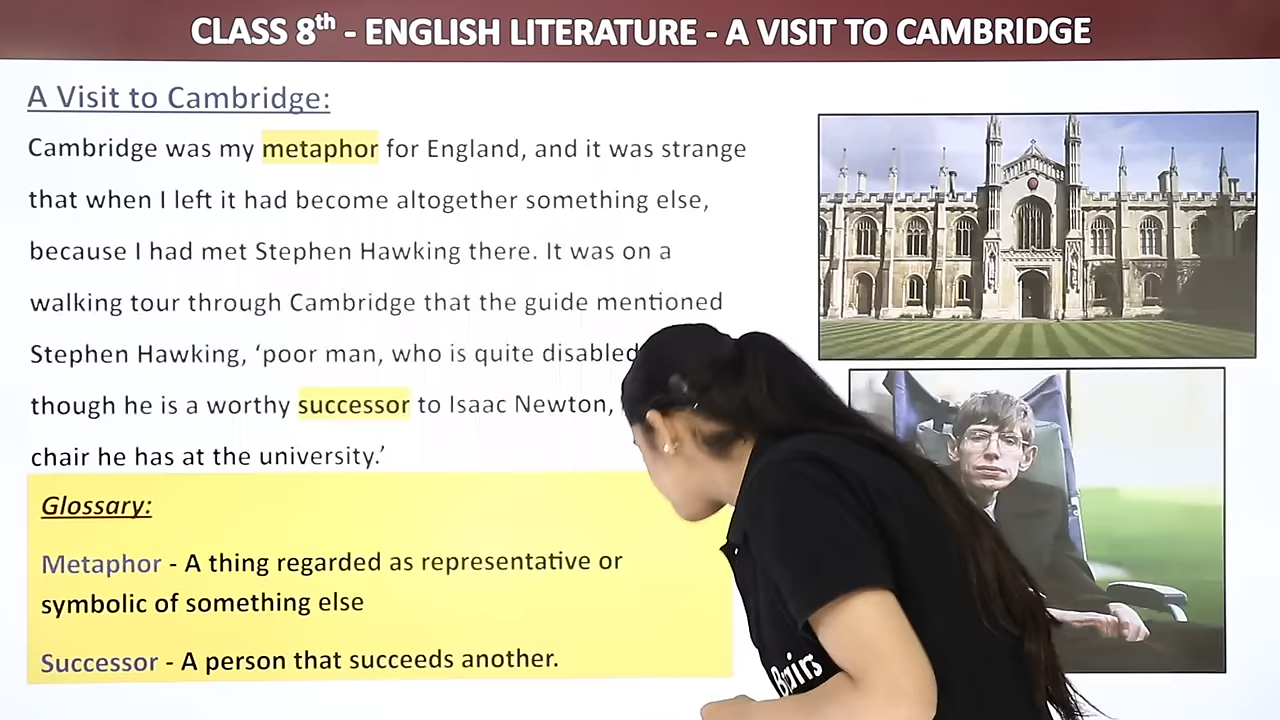 CLASS 8th - ENGLISH LITERATURE - A VISIT TO CAMBRIDGE
A Visit to Cambridge:
Cambridge was my metaphor for England, and it was strange
that when I left it had become altogether something else,
because I had met Stephen Hawking there. It was on a
walking tour through Cambridge that the guide mentioned
Stephen Hawking, ‘poor man, who is quite disabled
though he is a worthy successor to Isaac Newton,
chair he has at the university.’
Glossary:
Metaphor - A thing regarded as representative or
symbolic of something else
Successor - A person that succeeds another.